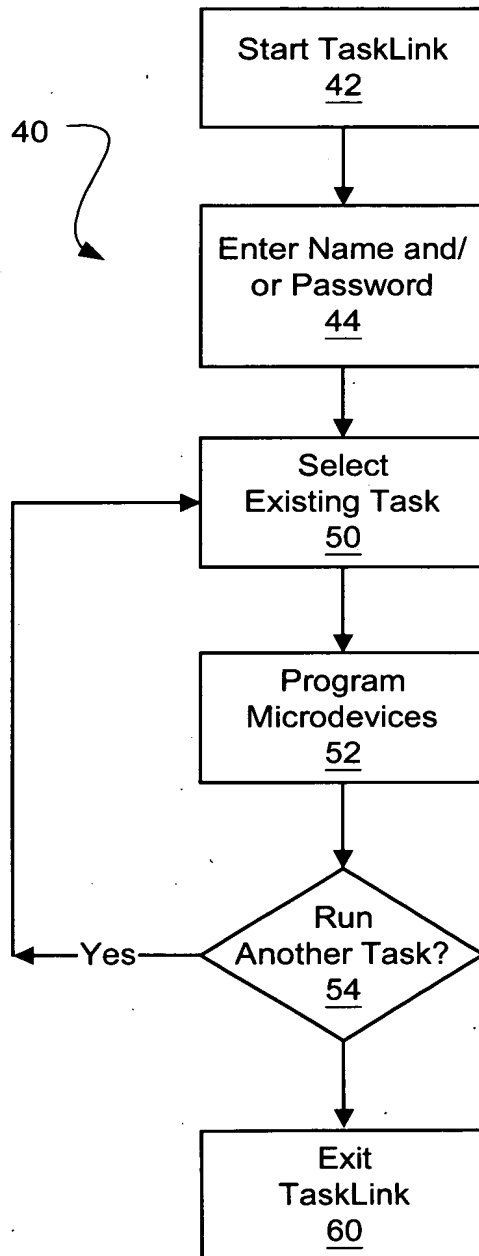 Start TaskLink
42
40
Enter Name and/
or Password
44
Select
Existing Task
50
Program
Microdevices
52
Run
Another Task?
54
Yes
Exit
TaskLink
60